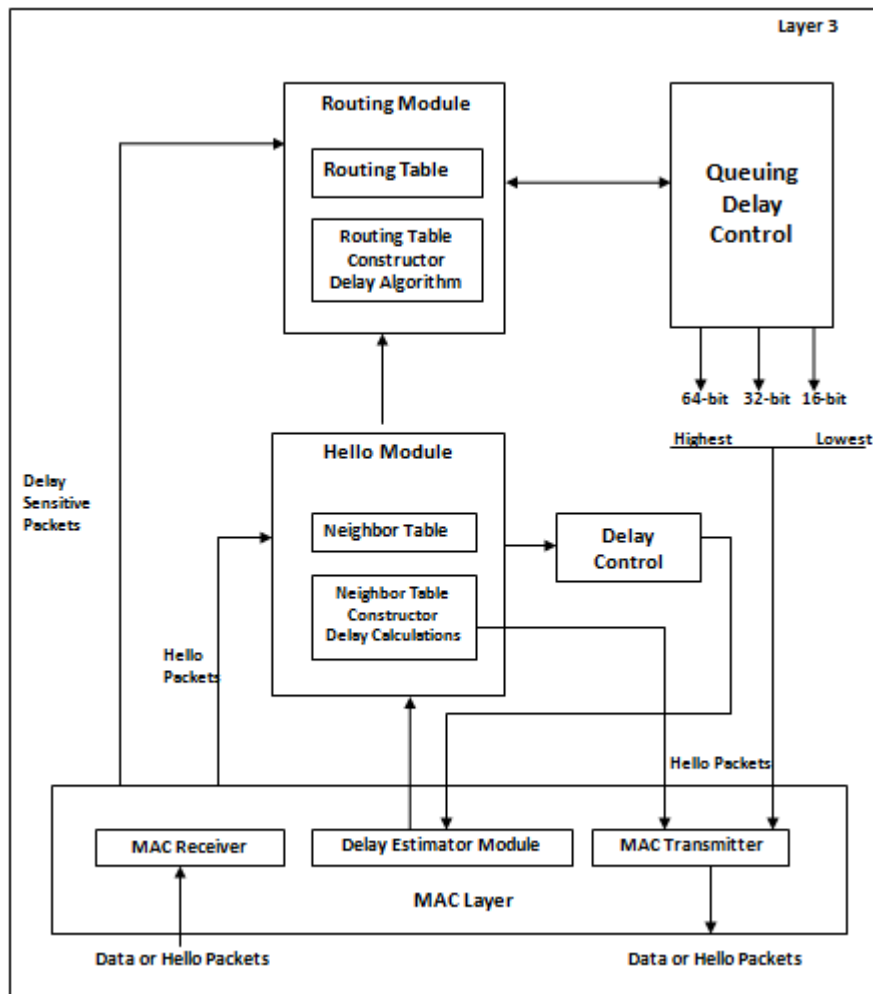 Layer 3
Routing Module
Routing Table
Routing Table
Constructor
Delay Algorithm
Queuing
Delay
Control
64-bit 32-bit 16-bit
Highest Lowest
Hello Module
Neighbor Table
Neighbor Table
Constructor
Delay Calculations
Delay
Control
Delay
Sensitive
Packets
Hello
Packets
Hello Packets
MAC Receiver
Delay Estimator Module
MAC Transmitter
MAC Layer
Data or Hello Packets
Data or Hello Packets